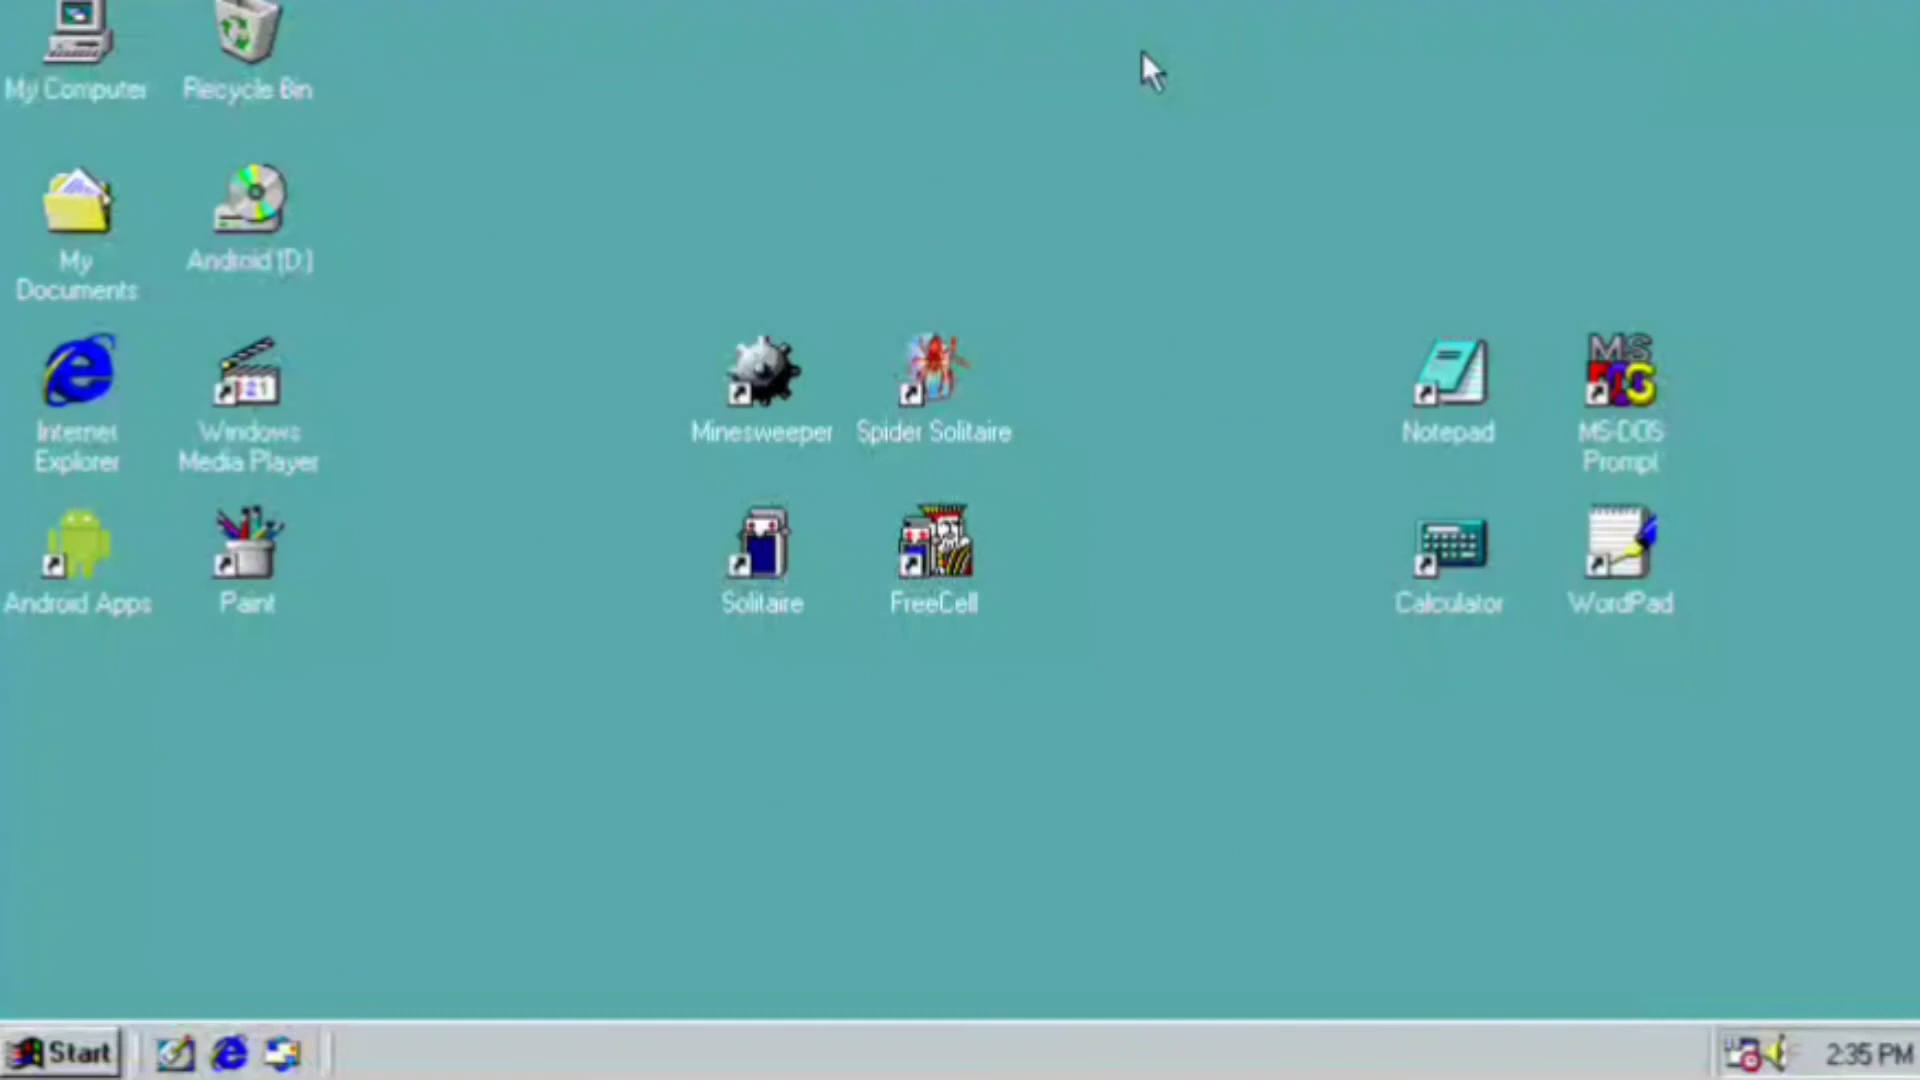 My Computer
Recycle Bin
My
Documents
Android (D:)
Internet
Explorer
Windows
Media Player
Minesweeper
Spider Solitaire
Notepad
MS-DOS
Prompt
Android Apps
Paint
Solitaire
FreeCell
Calculator
WordPad
Start
2:35 PM